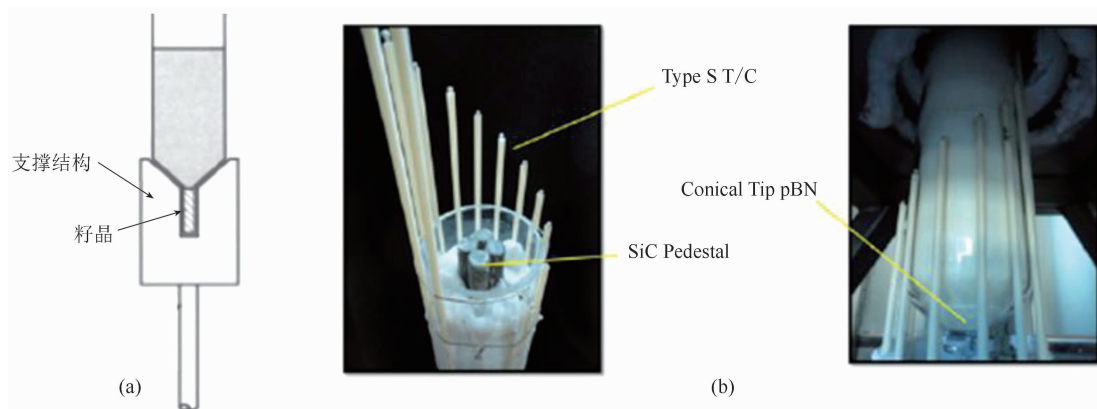 支撑结构
籽晶
(a)
Type S T/C
Conical Tip pBN
SiC Pedestal
(b)